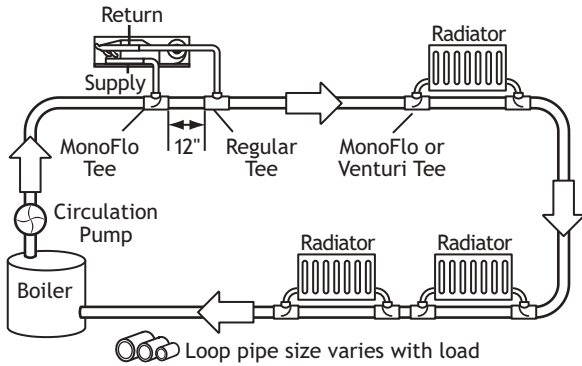 Return
Supply
Radiator
MonoFlo
Tee
12"
Regular
Tee
MonoFlo or
Venturi Tee
Circulation
Pump
Radiator
Radiator
Boiler
Loop pipe size varies with load